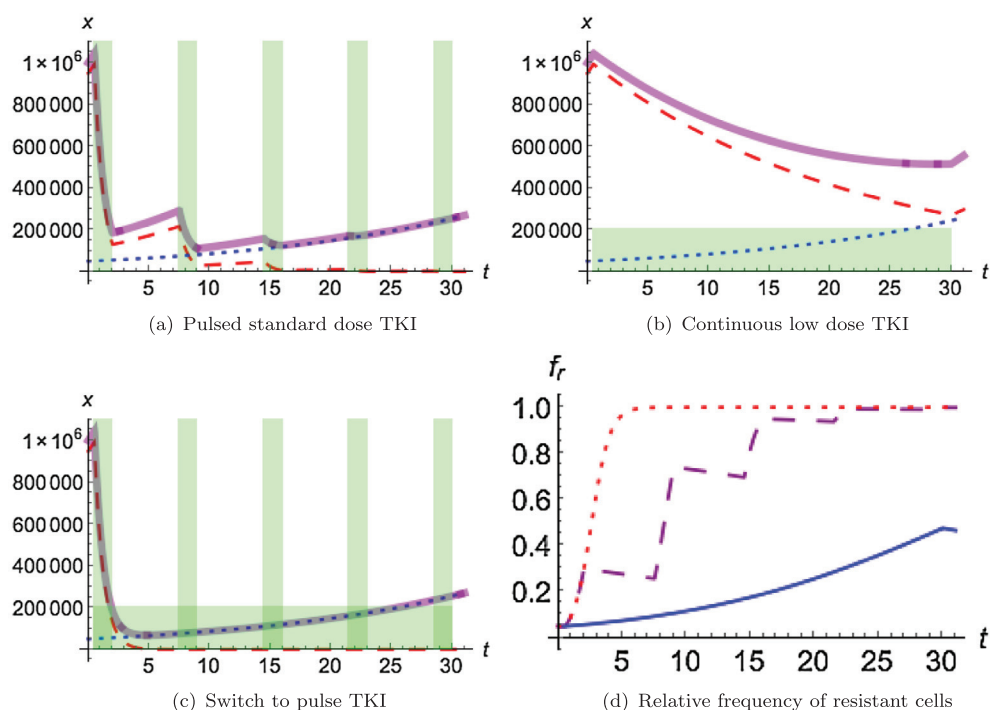 x
1 × 10⁶
800 000
600 000
400 000
200 000
5 10 15 20 25 30
t
(a) Pulsed standard dose TKI
x
1 × 10⁶
800 000
600 000
400 000
200 000
5 10 15 20 25 30
t
(b) Continuous low dose TKI
x
1 × 10⁶
800 000
600 000
400 000
200 000
5 10 15 20 25 30
t
(c) Switch to pulse TKI
fᵣ
1.0
0.8
0.6
0.4
0.2
5 10 15 20 25 30
t
(d) Relative frequency of resistant cells